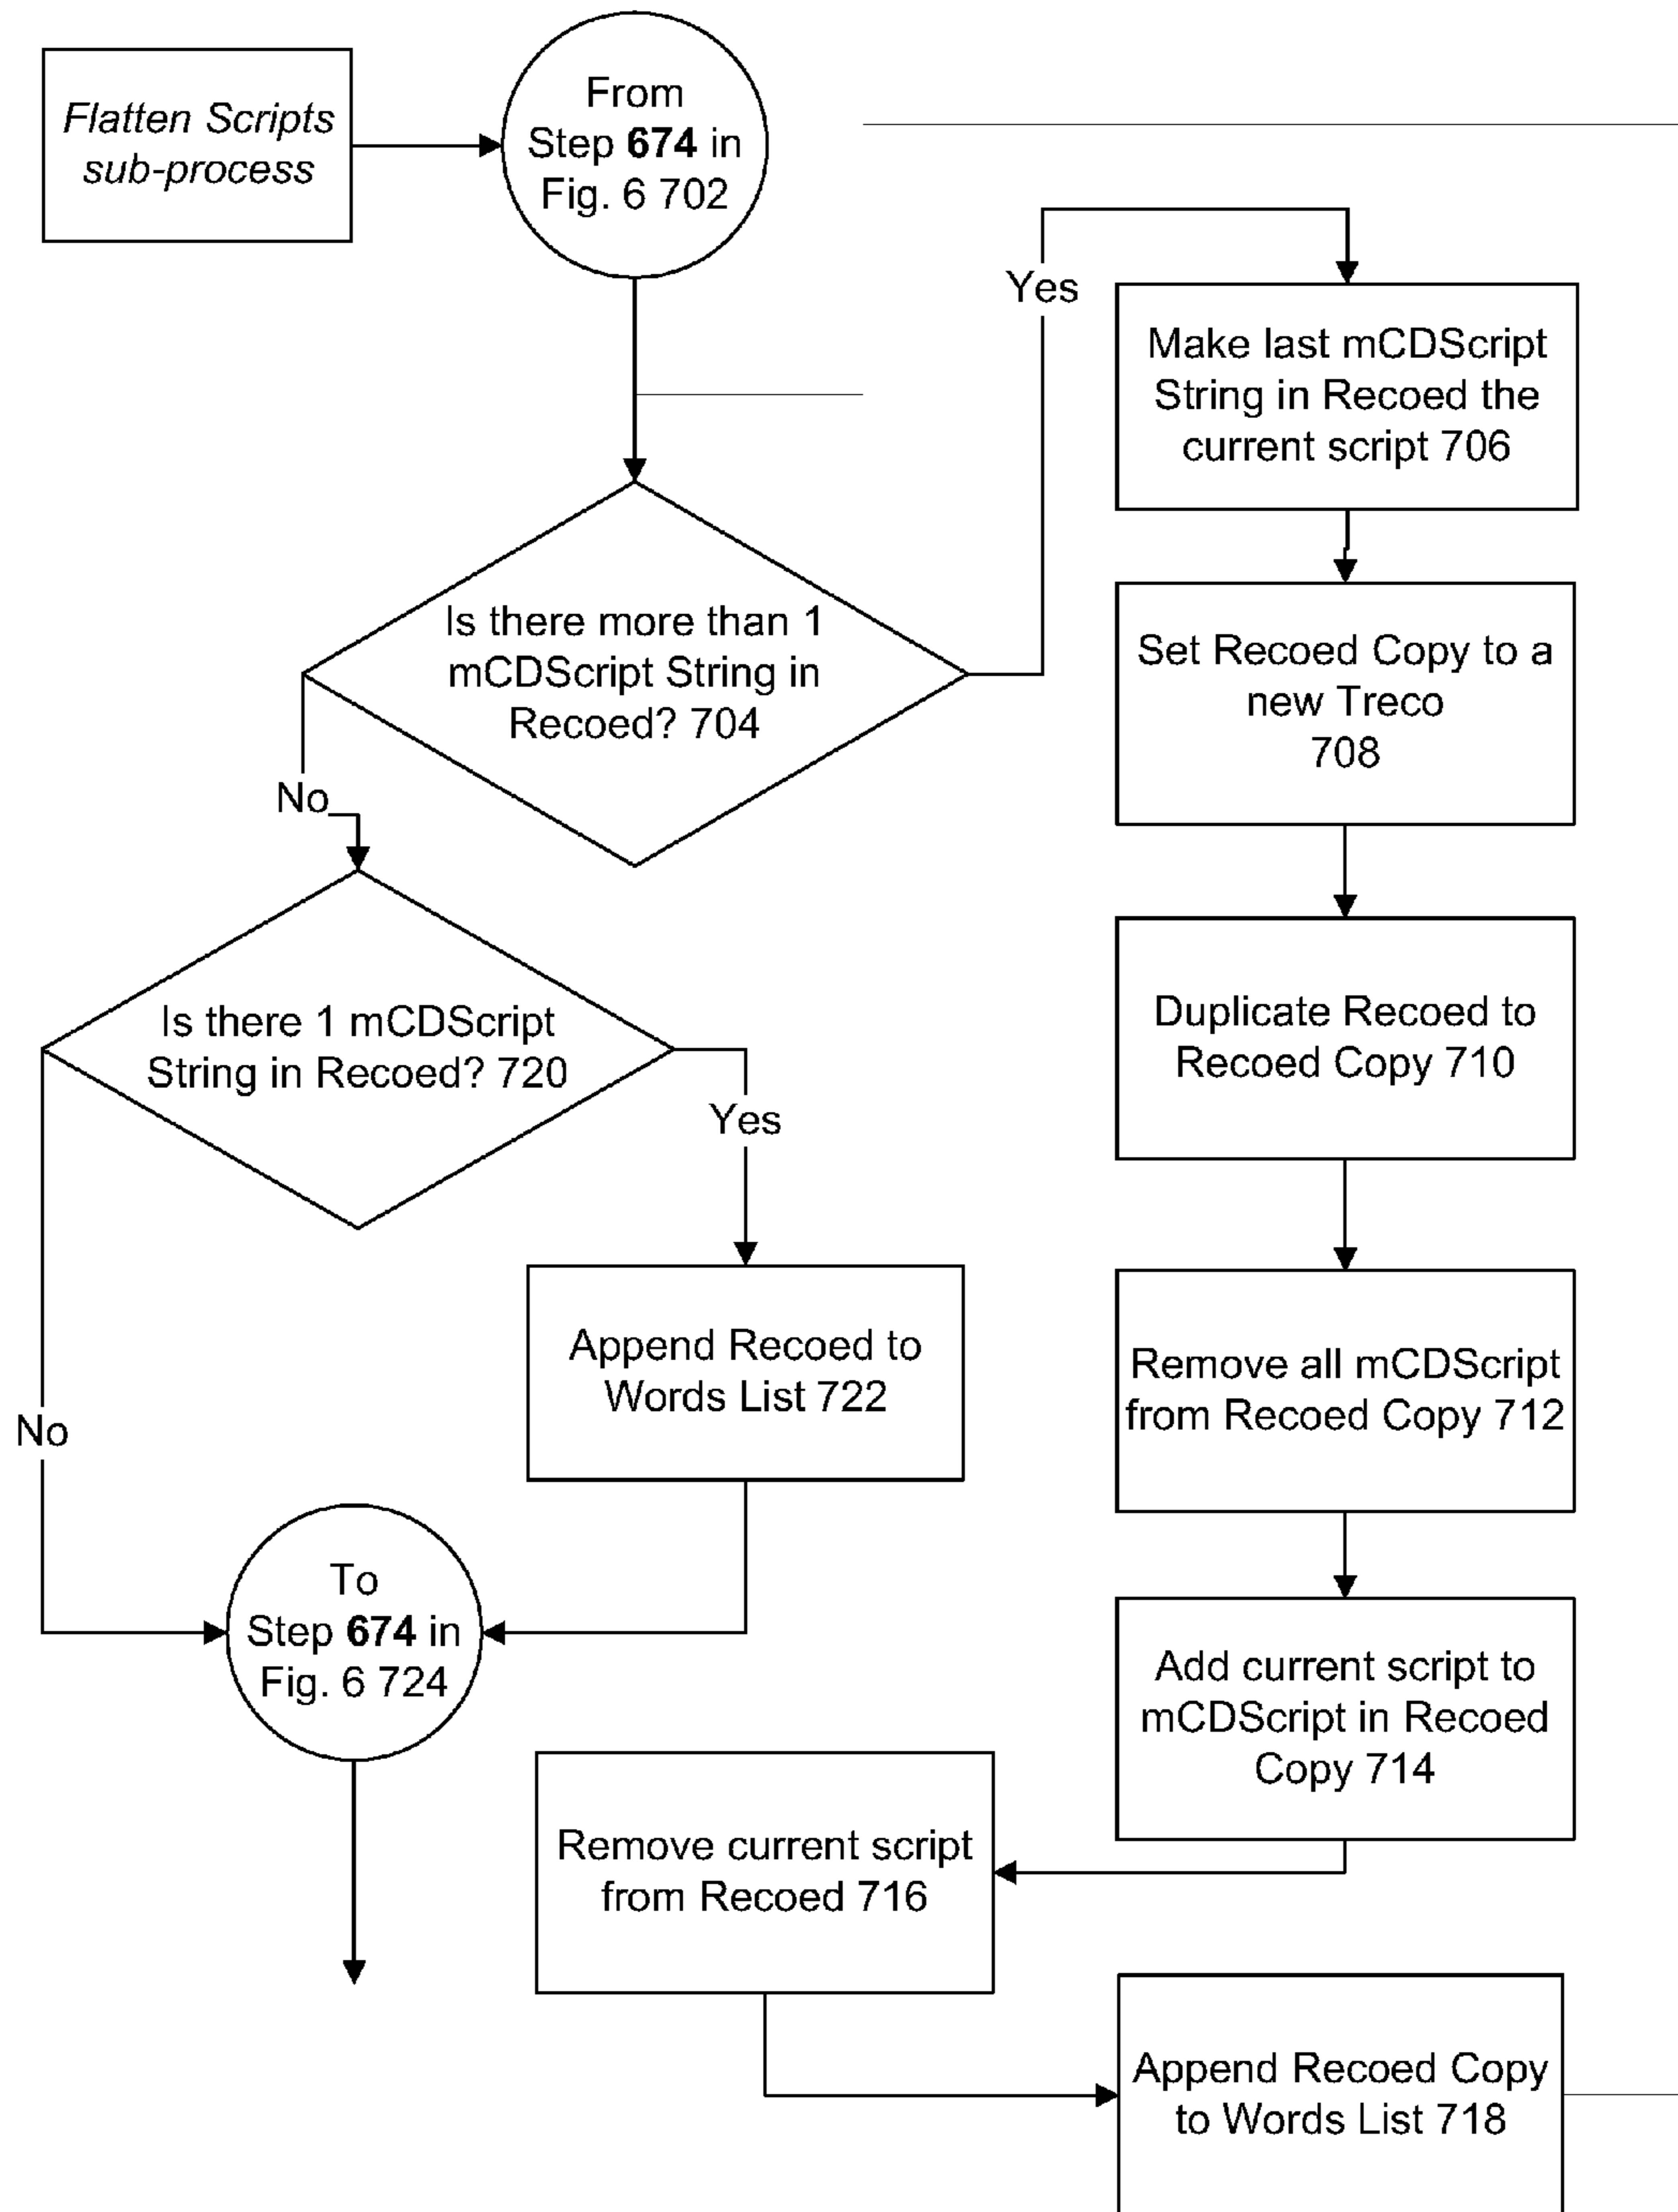 Flatten Scripts
sub-process
From
Step 674 in
Fig. 6 702
Yes
Make last mCDScript
String in Recoed the
current script 706
Is there more than 1
mCDScript String in
Recoed? 704
Set Recoed Copy to a
new Treco
708
No
Duplicate Recoed to
Recoed Copy 710
Is there 1 mCDScript
String in Recoed? 720
Yes
Append Recoed to
Words List 722
Remove all mCDScript
from Recoed Copy 712
No
To
Step 674 in
Fig. 6 724
Add current script to
mCDScript in Recoed
Copy 714
Remove current script
from Recoed 716
Append Recoed Copy
to Words List 718